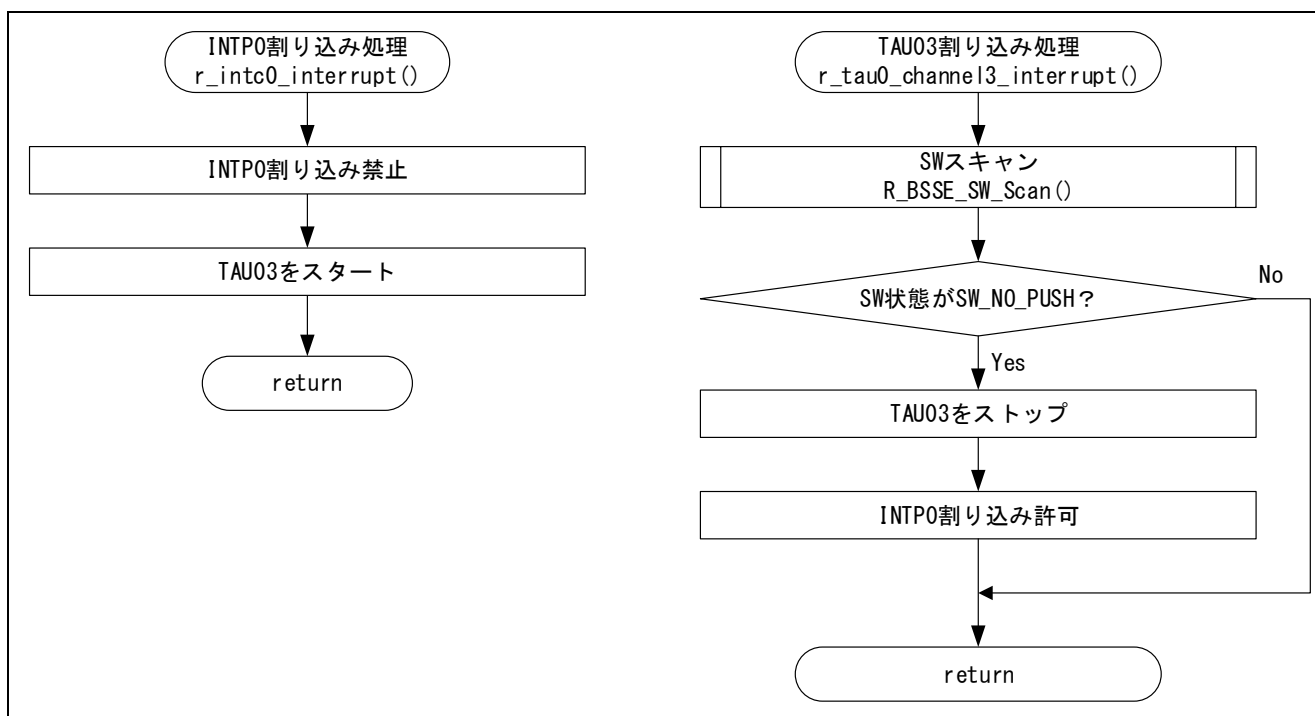 INTP0割り込み処理
r_intc0_interrupt()
INTP0割り込み禁止
TAU03をスタート
return
TAU03割り込み処理
r_tau0_channel3_interrupt()
SWスキャン
R_BSSE_SW_Scan()
SW状態がSW_NO_PUSH？
No
Yes
TAU03をストップ
INTP0割り込み許可
return